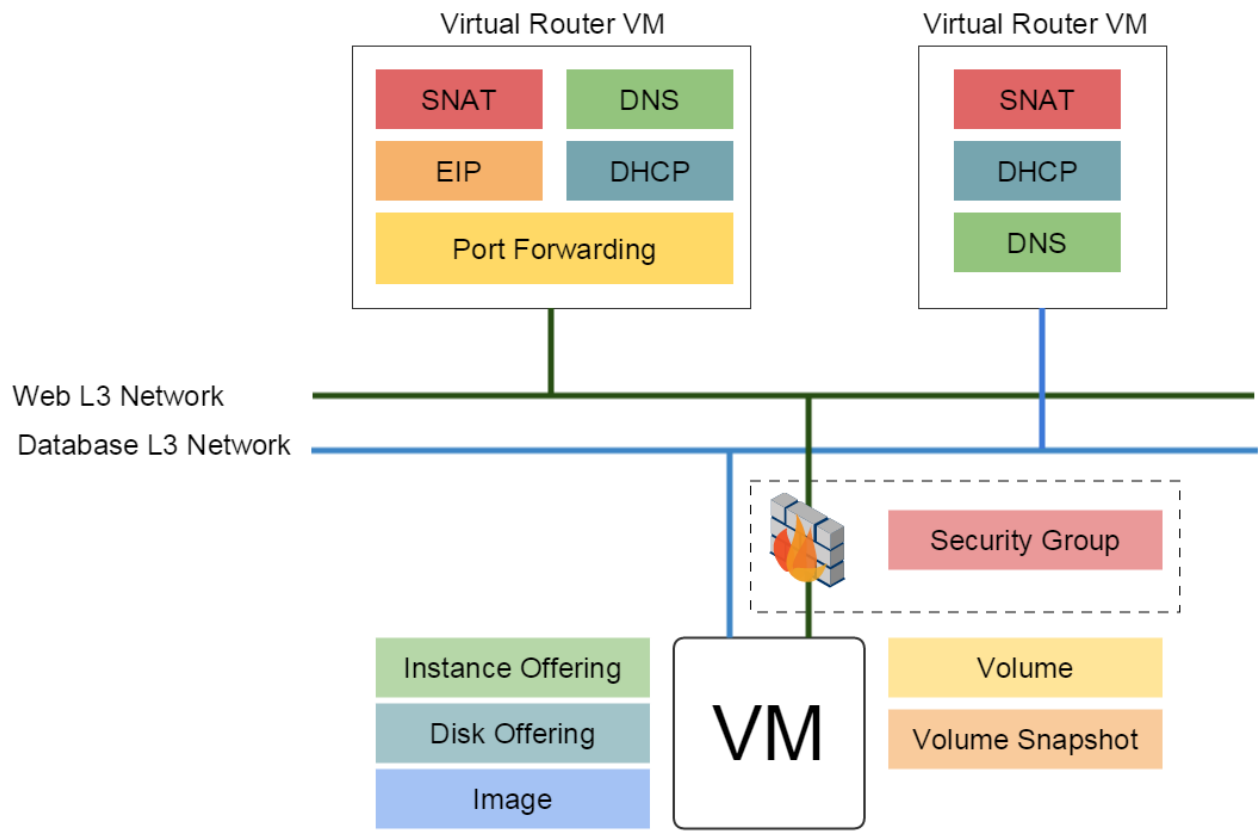 Virtual Router VM
Virtual Router VM
SNAT
DNS
EIP
DHCP
Port Forwarding
SNAT
DHCP
DNS
Web L3 Network
Database L3 Network
Security Group
Instance Offering
Disk Offering
Image
VM
Volume
Volume Snapshot